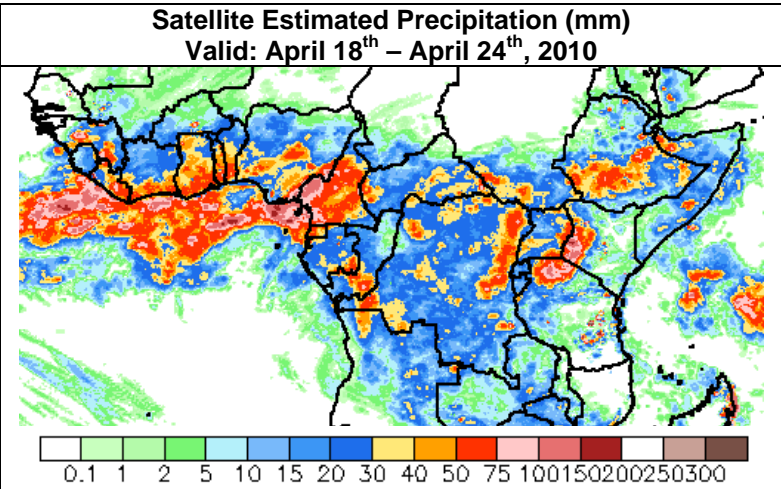 Satellite Estimated Precipitation (mm)
Valid: April 18th – April 24th, 2010
0.1 1 2 5 10 15 20 30 40 50 75 100 150 200 250 300